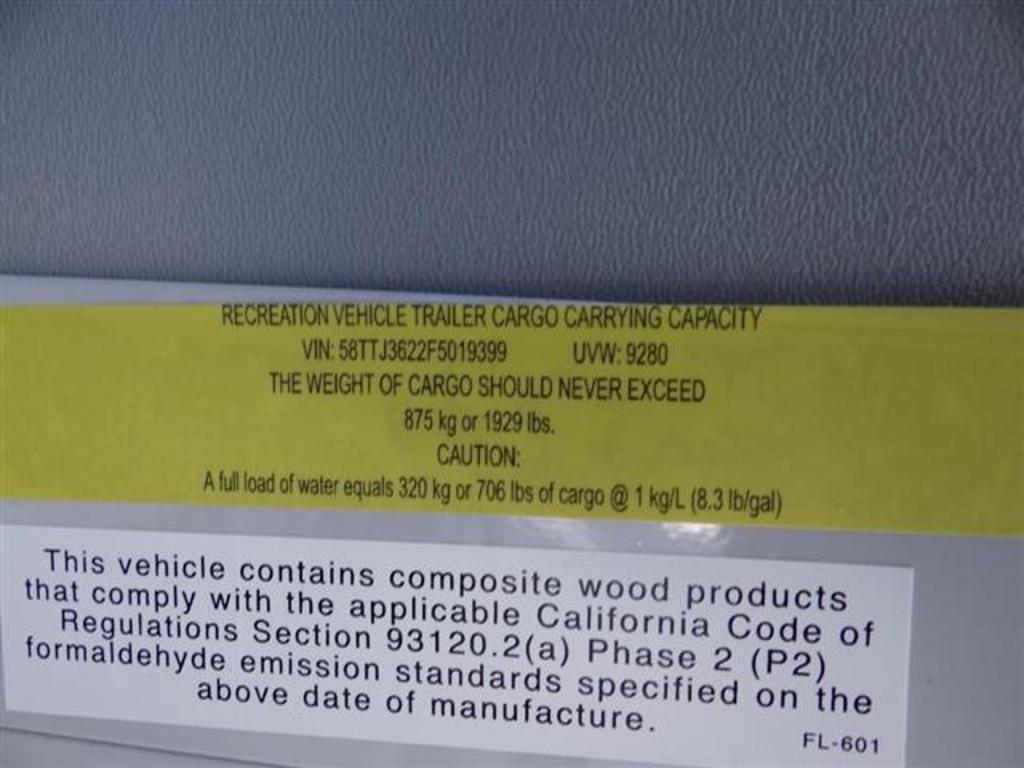 RECREATION VEHICLE TRAILER CARGO CARRYING CAPACITY
VIN: 58TTJ3622F5019399 UVW: 9280
THE WEIGHT OF CARGO SHOULD NEVER EXCEED
875 kg or 1929 lbs.
CAUTION:
A full load of water equals 320 kg or 706 lbs of cargo @ 1 kg/L (8.3 lb/gal)
This vehicle contains composite wood products
that comply with the applicable California Code of
Regulations Section 93120.2(a) Phase 2 (P2)
formaldehyde emission standards specified on the
above date of manufacture.
FL-601